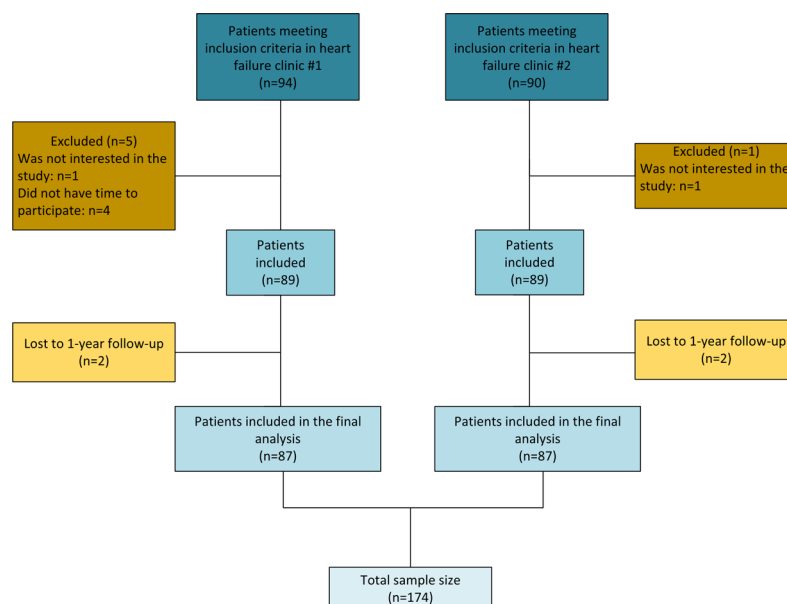 Patients meeting
inclusion criteria in heart
failure clinic #1
(n=94)
Patients meeting
inclusion criteria in heart
failure clinic #2
(n=90)
Excluded (n=5)
Was not interested in the
study: n=1
Did not have time to
participate: n=4
Excluded (n=1)
Was not interested in the
study: n=1
Patients
included
(n=89)
Patients
included
(n=89)
Lost to 1-year follow-up
(n=2)
Lost to 1-year follow-up
(n=2)
Patients included in the final
analysis
(n=87)
Patients included in the final
analysis
(n=87)
Total sample size
(n=174)